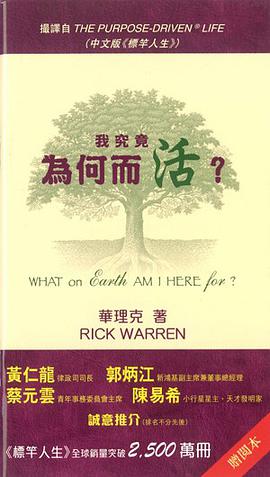 撮譯自 THE PURPOSE-DRIVEN® LIFE
（中文版《標竿人生》）
我究竟
為何而活？
WHAT on Earth AM I HERE for?
華理克 著
RICK WARREN
黃仁龍 律政司司長 郭炳江 新鴻基副主席兼董事總經理
蔡元雲 青年事務委員會主席 陳易希 小行星星主、天才發明家
誠意推介（排名不分先後）
《標竿人生》全球銷量突破 2,500 萬冊
贈閱本